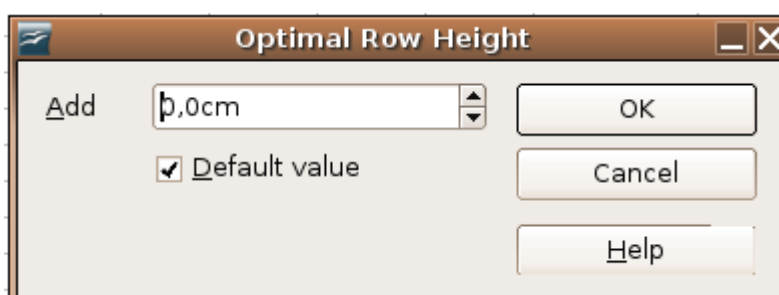 Optimal Row Height
Add
0,0cm
OK
Default value
Cancel
Help